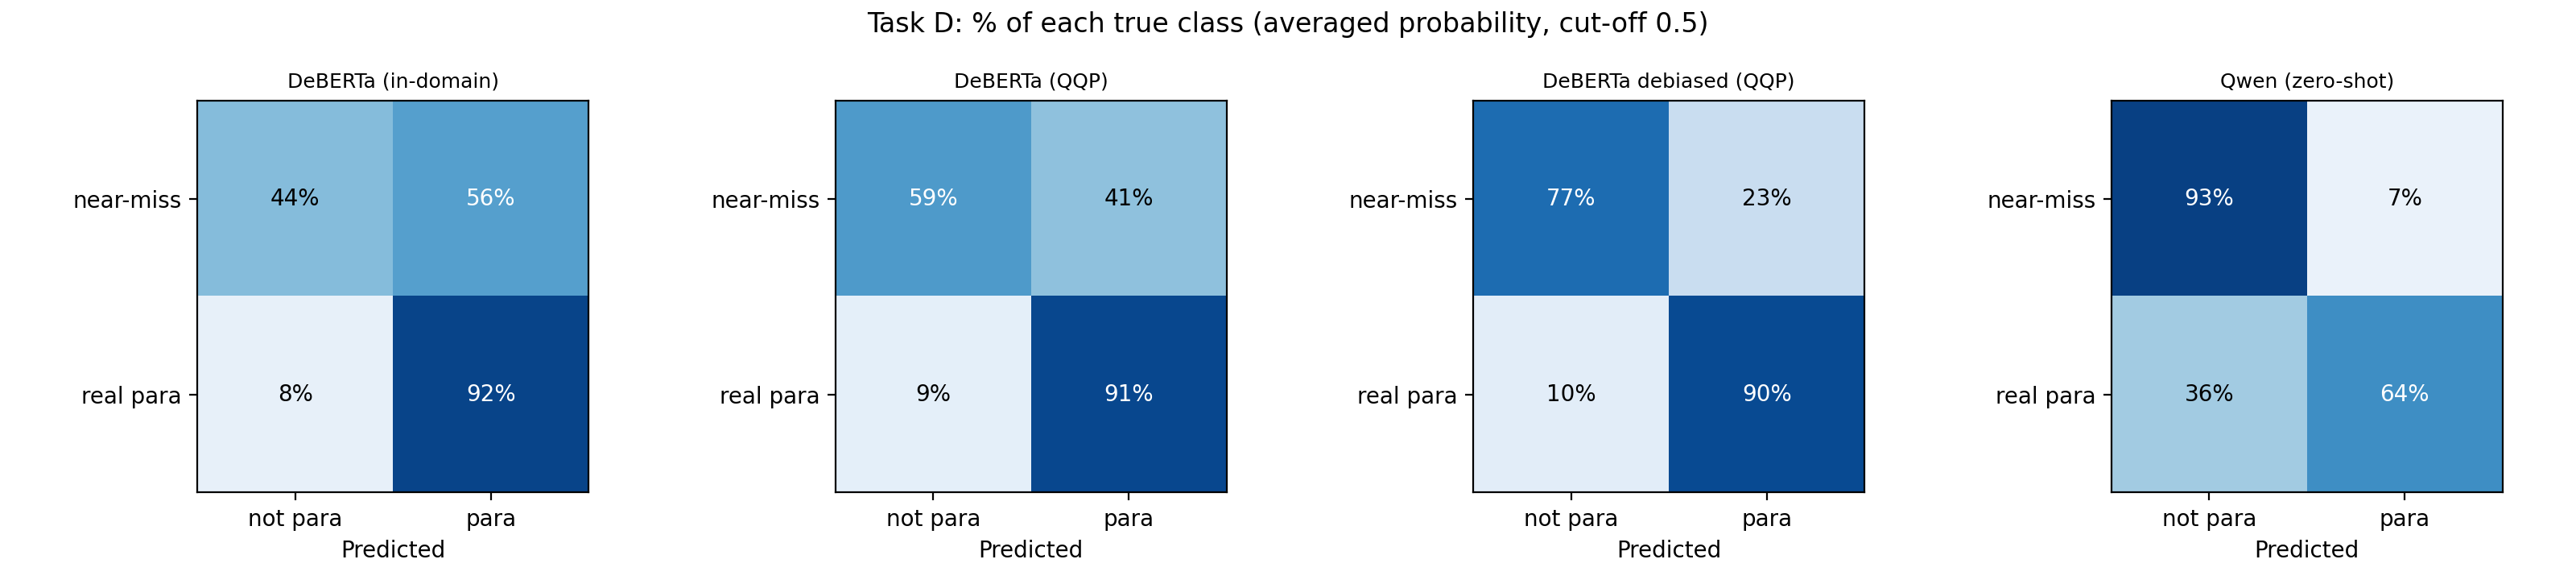 Task D: % of each true class (averaged probability, cut-off 0.5)
DeBERTa (in-domain)
near-miss
44%
56%
real para
8%
92%
not para
para
Predicted
DeBERTa (QQP)
near-miss
59%
41%
real para
9%
91%
not para
para
Predicted
DeBERTa debiased (QQP)
near-miss
77%
23%
real para
10%
90%
not para
para
Predicted
Qwen (zero-shot)
near-miss
93%
7%
real para
36%
64%
not para
para
Predicted